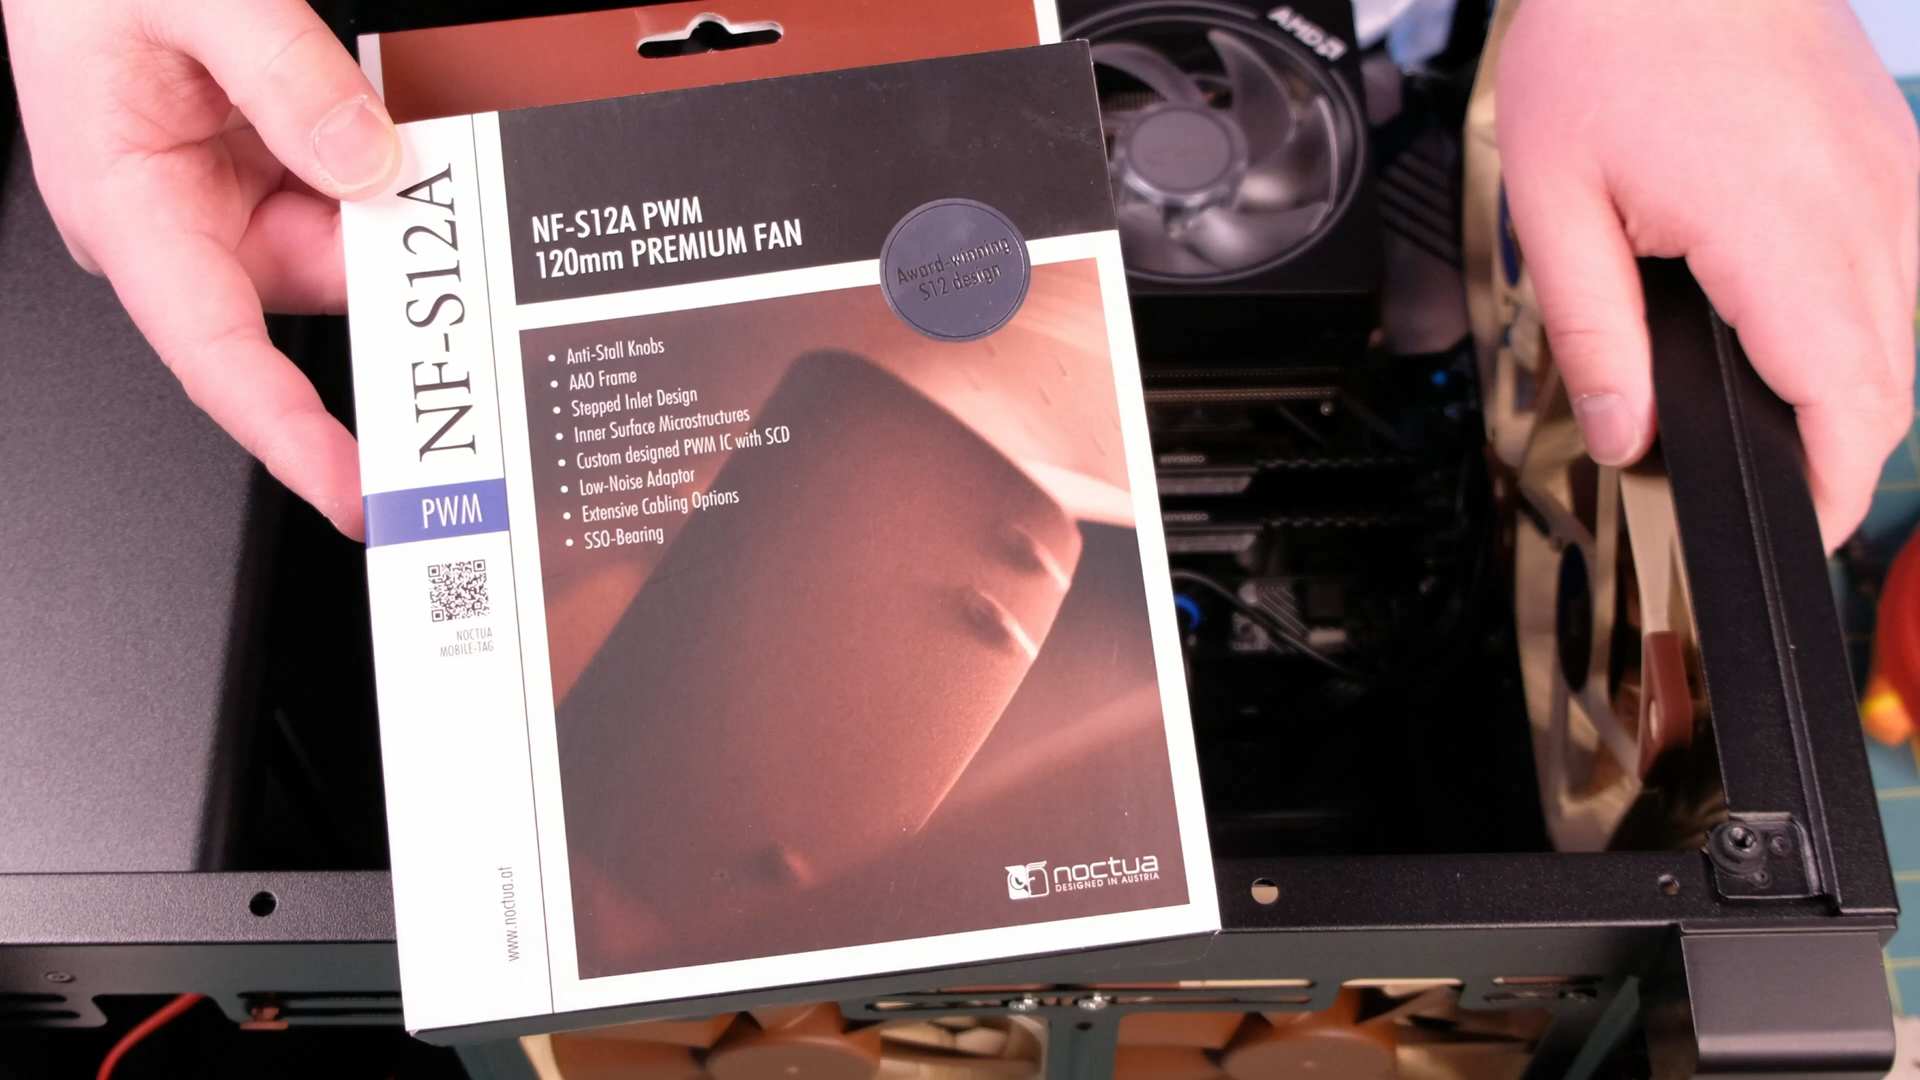 NF-S12A
PWM
NOCTUA
MOBILE-TAG
www.noctua.at
NF-S12A PWM
120mm PREMIUM FAN
Award-winning
S12 design
• Anti-Stall Knobs
• AAO Frame
• Stepped Inlet Design
• Inner Surface Microstructures
• Custom designed PWM IC with SCD
• Low-Noise Adaptor
• Extensive Cabling Options
• SSO-Bearing
noctua
DESIGNED IN AUSTRIA
AMD
CORSAIR
CORSAIR